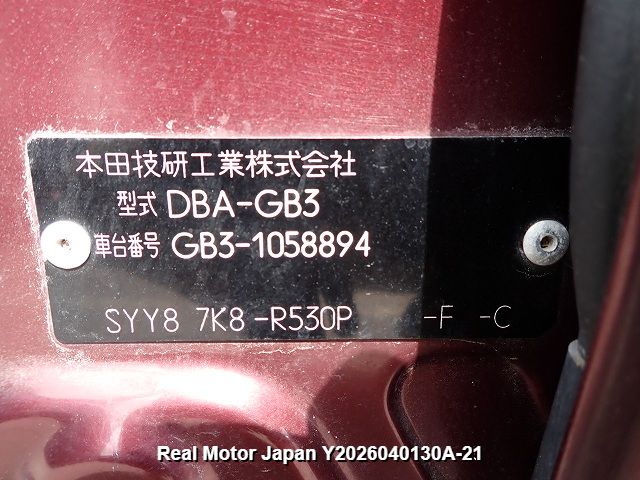 本田技研工業株式会社
型式 DBA-GB3
車台番号 GB3-1058894
SYY8 7K8 -R530P -F -C
Real Motor Japan Y2026040130A-21